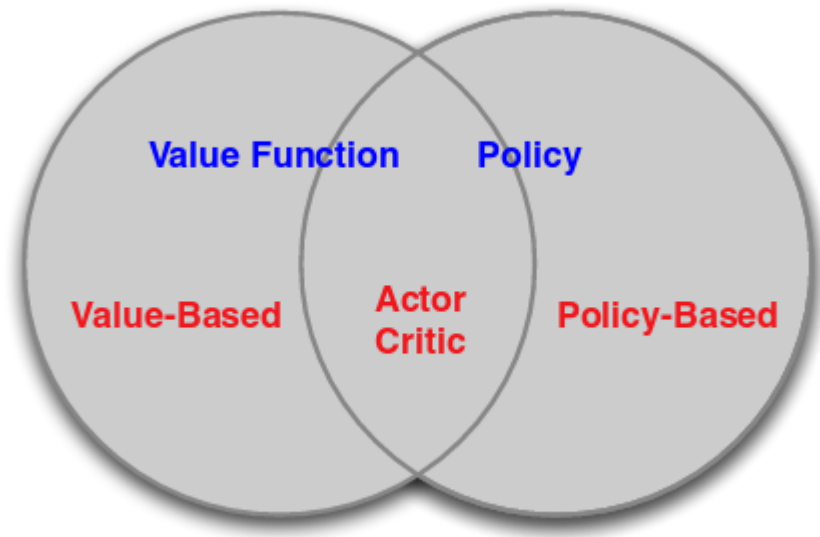 Value Function
Policy
Value-Based
Actor
Critic
Policy-Based